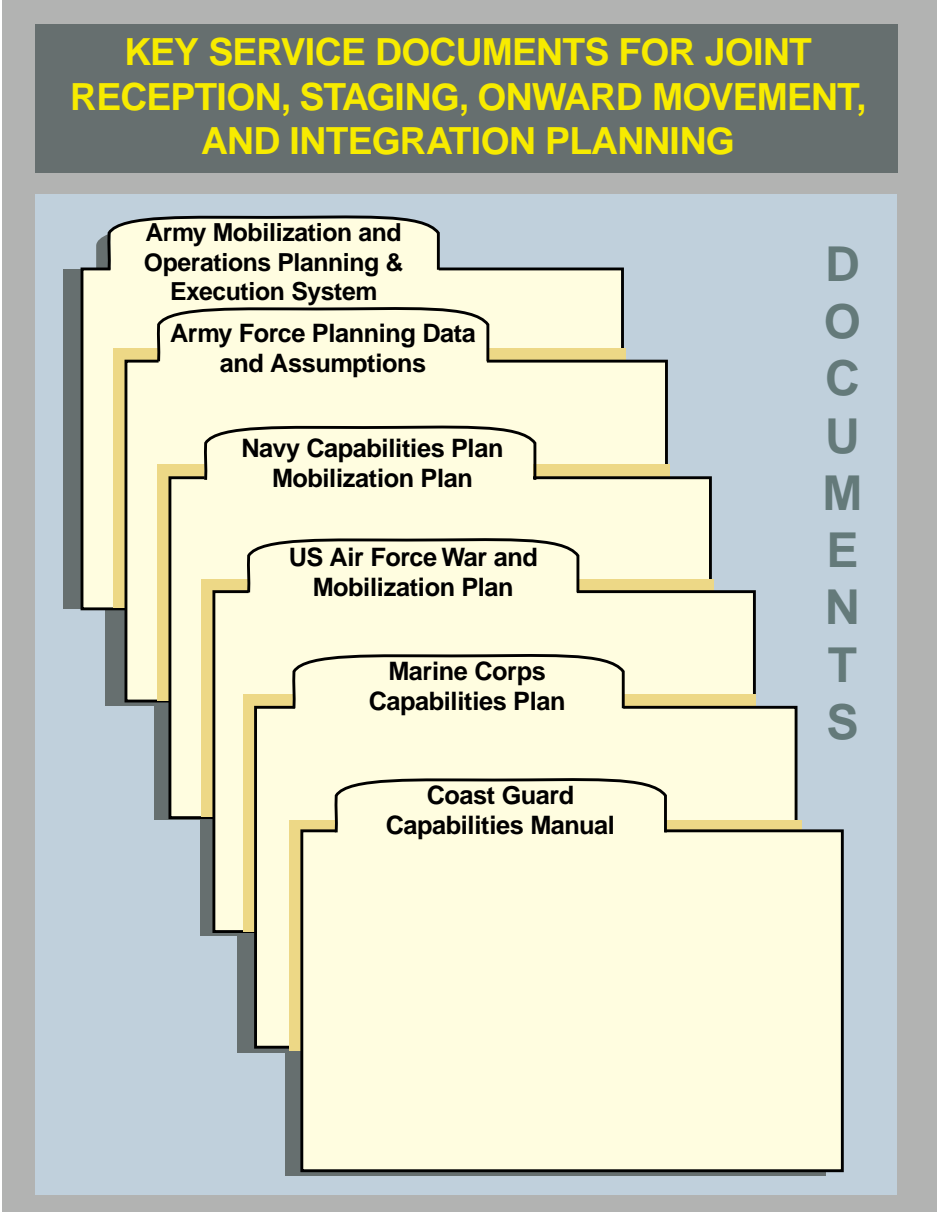 KEY SERVICE DOCUMENTS FOR JOINT
RECEPTION, STAGING, ONWARD MOVEMENT,
AND INTEGRATION PLANNING
Army Mobilization and
Operations Planning &
Execution System
Army Force Planning Data
and Assumptions
Navy Capabilities Plan
Mobilization Plan
US Air Force War and
Mobilization Plan
Marine Corps
Capabilities Plan
Coast Guard
Capabilities Manual
D
O
C
U
M
E
N
T
S